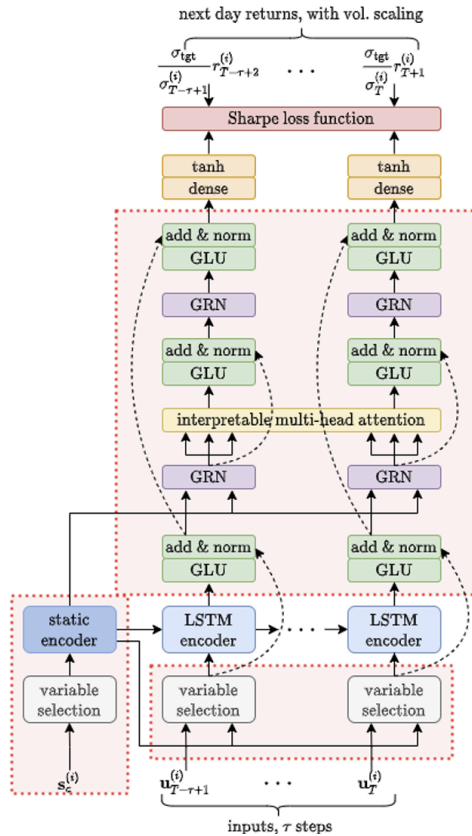 next day returns, with vol. scaling
σ_tgt/σ^{(i)}_{T−τ+1} r^{(i)}_{T−τ+2} · · · σ_tgt/σ^{(i)}_{T} r^{(i)}_{T+1}
Sharpe loss function
tanh tanh
dense dense
add & norm add & norm
GLU GLU
GRN GRN
add & norm add & norm
GLU GLU
interpretable multi-head attention
GRN GRN
add & norm add & norm
GLU GLU
static LSTM · · · LSTM
encoder encoder encoder
variable variable variable
selection selection selection
u^{(i)}_{T−τ+1} · · · u^{(i)}_{T}
inputs, τ steps